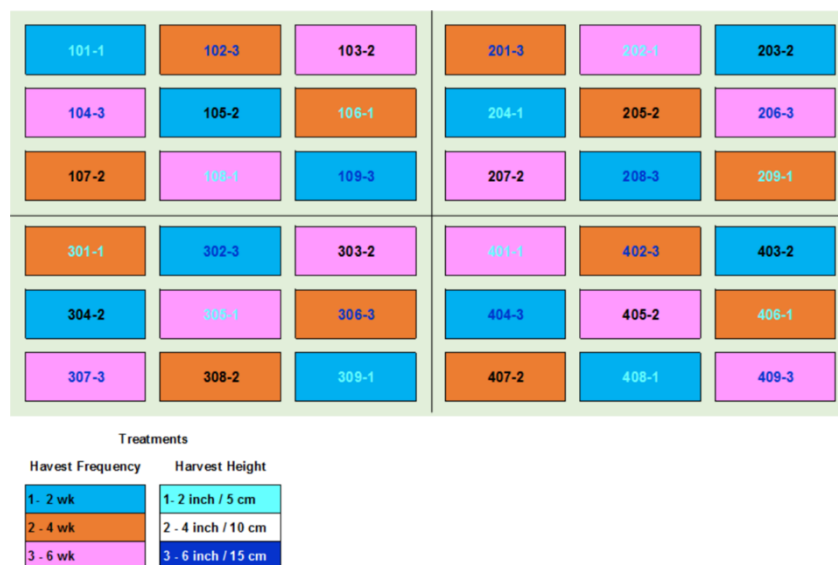 101-1 102-3 103-2 201-3 202-1 203-2
104-3 105-2 106-1 204-1 205-2 206-3
107-2 108-1 109-3 207-2 208-3 209-1
301-1 302-3 303-2 401-1 402-3 403-2
304-2 305-1 306-3 404-3 405-2 406-1
307-3 308-2 309-1 407-2 408-1 409-3
Treatments
Havest Frequency Harvest Height
1- 2 wk 1- 2 inch / 5 cm
2 - 4 wk 2 - 4 inch / 10 cm
3 - 6 wk 3 - 6 inch / 15 cm